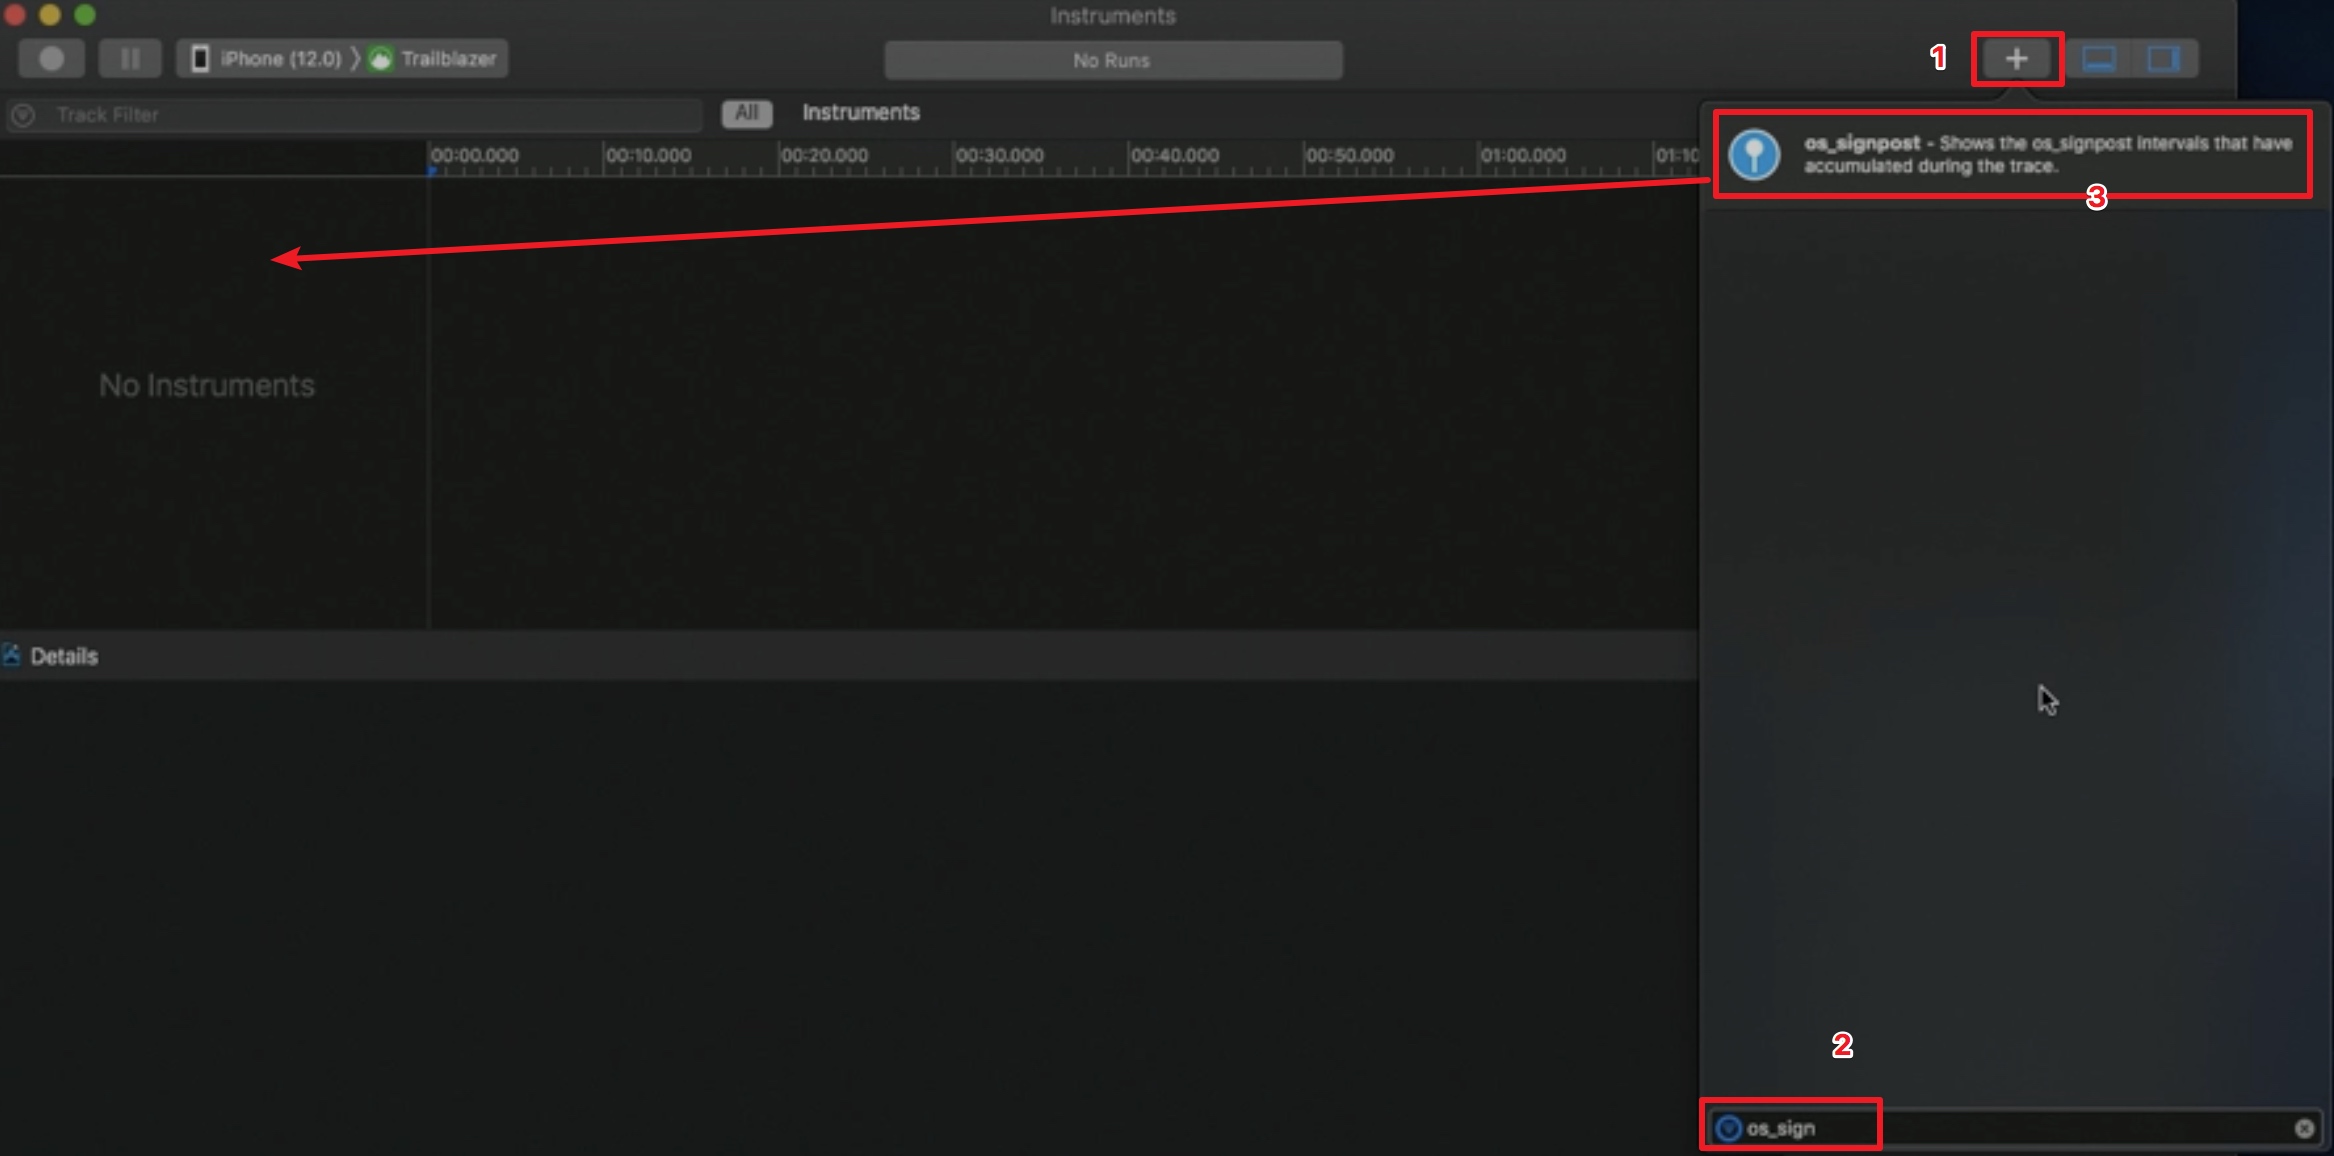 Instruments
iPhone (12.0) 〉 Trailblazer
No Runs
1
+
Track Filter
All
Instruments
00:00.000
00:10.000
00:20.000
00:30.000
00:40.000
00:50.000
01:00.000
01:10
os_signpost - Shows the os_signpost intervals that have
accumulated during the trace.
3
No Instruments
Details
2
os_sign